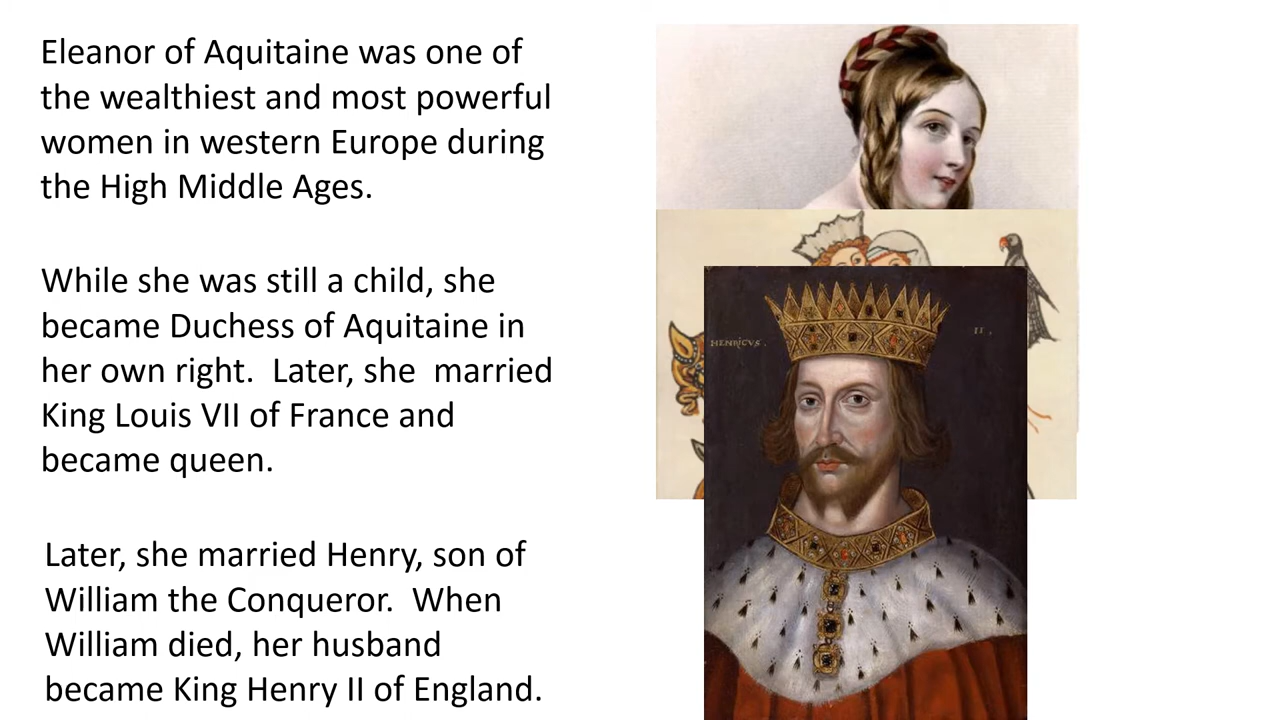 Eleanor of Aquitaine was one of
the wealthiest and most powerful
women in western Europe during
the High Middle Ages.
While she was still a child, she
became Duchess of Aquitaine in
her own right.  Later, she  married
King Louis VII of France and
became queen.
Later, she married Henry, son of
William the Conqueror.  When
William died, her husband
became King Henry II of England.
HENRICVS.
II.